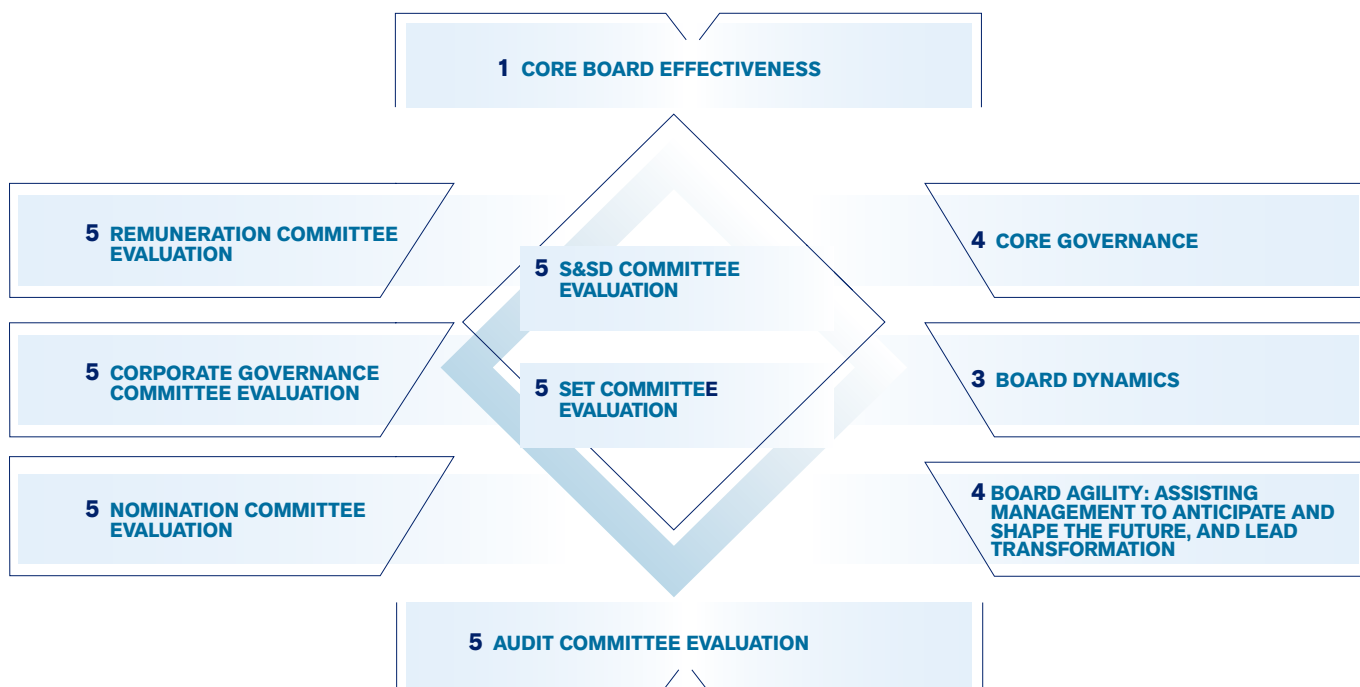 1 CORE BOARD EFFECTIVENESS
5 REMUNERATION COMMITTEE
EVALUATION
5 CORPORATE GOVERNANCE
COMMITTEE EVALUATION
5 NOMINATION COMMITTEE
EVALUATION
5 S&SD COMMITTEE
EVALUATION
5 SET COMMITTEE
EVALUATION
4 CORE GOVERNANCE
3 BOARD DYNAMICS
4 BOARD AGILITY: ASSISTING
MANAGEMENT TO ANTICIPATE AND
SHAPE THE FUTURE, AND LEAD
TRANSFORMATION
5 AUDIT COMMITTEE EVALUATION